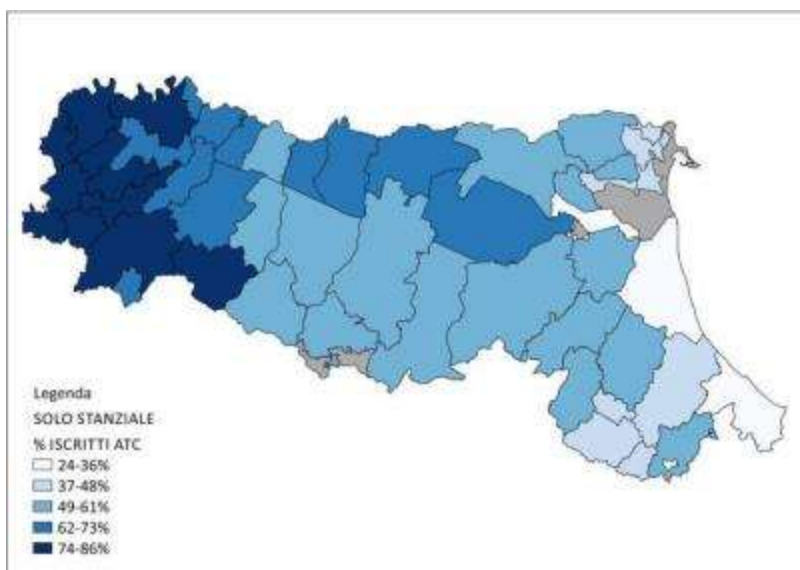 Legenda
SOLO STANZIALE
% ISCRITTI ATC
24-36%
37-48%
49-61%
62-73%
74-86%